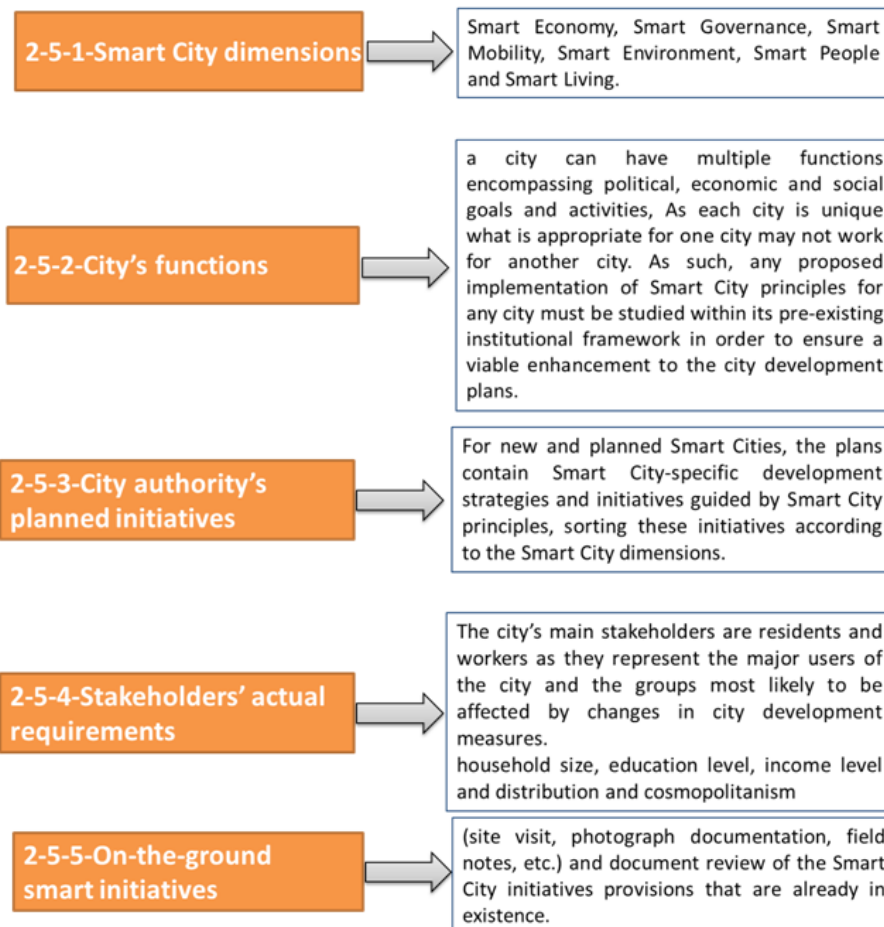 2-5-1-Smart City dimensions
Smart Economy, Smart Governance, Smart
Mobility, Smart Environment, Smart People
and Smart Living.
2-5-2-City’s functions
a city can have multiple functions
encompassing political, economic and social
goals and activities, As each city is unique
what is appropriate for one city may not work
for another city. As such, any proposed
implementation of Smart City principles for
any city must be studied within its pre-existing
institutional framework in order to ensure a
viable enhancement to the city development
plans.
2-5-3-City authority’s
planned initiatives
For new and planned Smart Cities, the plans
contain Smart City-specific development
strategies and initiatives guided by Smart City
principles, sorting these initiatives according
to the Smart City dimensions.
2-5-4-Stakeholders’ actual
requirements
The city’s main stakeholders are residents and
workers as they represent the major users of
the city and the groups most likely to be
affected by changes in city development
measures.
household size, education level, income level
and distribution and cosmopolitanism
2-5-5-On-the-ground
smart initiatives
(site visit, photograph documentation, field
notes, etc.) and document review of the Smart
City initiatives provisions that are already in
existence.